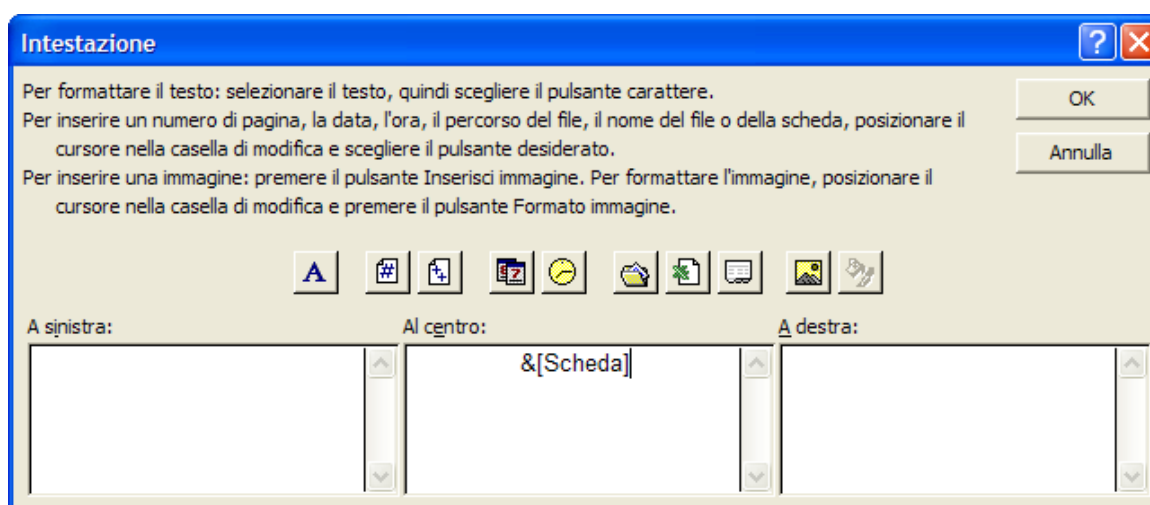 Intestazione
Per formattare il testo: selezionare il testo, quindi scegliere il pulsante carattere.
Per inserire un numero di pagina, la data, l'ora, il percorso del file, il nome del file o della scheda, posizionare il
cursore nella casella di modifica e scegliere il pulsante desiderato.
Per inserire una immagine: premere il pulsante Inserisci immagine. Per formattare l'immagine, posizionare il
cursore nella casella di modifica e premere il pulsante Formato immagine.
OK
Annulla
A sinistra:
Al centro:
A destra:
&[Scheda]